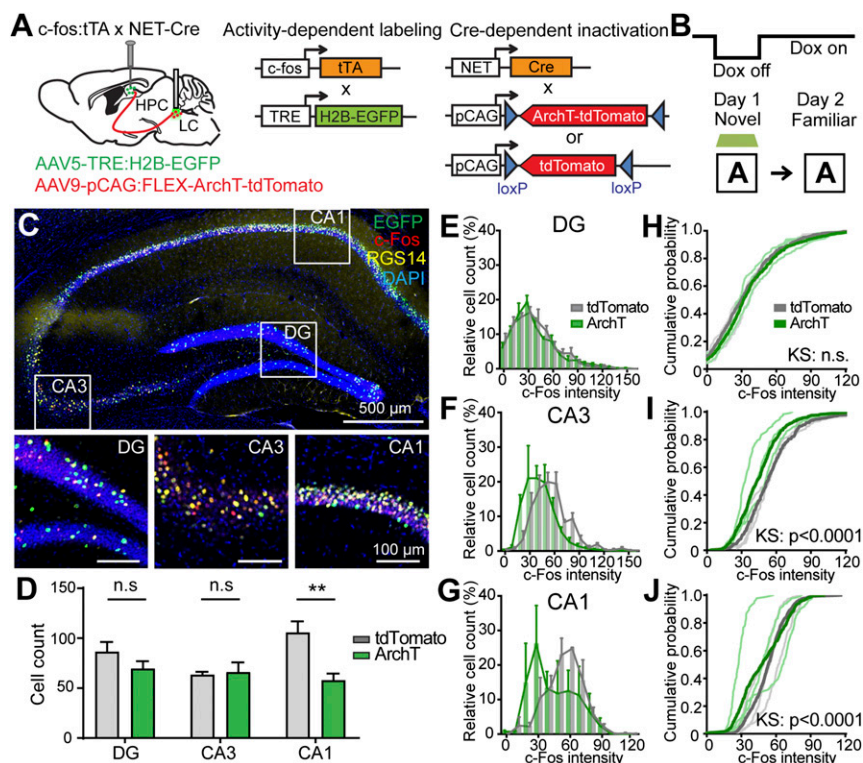 A
c-fos:tTA x NET-Cre
HPC
LC
AAV5-TRE:H2B-EGFP
AAV9-pCAG:FLEX-ArchT-tdTomato
Activity-dependent labeling
c-fos
tTA
x
TRE
H2B-EGFP
Cre-dependent inactivation
NET
Cre
x
pCAG
ArchT-tdTomato
or
pCAG
tdTomato
loxP
loxP
B
Dox on
Dox off
Day 1
Novel
Day 2
Familiar
A
A
C
CA1
EGFP
c-Fos
RGS14
DAPI
DG
CA3
500 µm
DG
CA3
CA1
100 µm
D
n.s
n.s
**
Cell count
150
100
50
0
tdTomato
ArchT
DG
CA3
CA1
E
DG
Relative cell count (%)
40
30
20
10
0
tdTomato
ArchT
0 30 60 90 120 150
c-Fos intensity
F
CA3
Relative cell count (%)
40
30
20
10
0
0 30 60 90 120 160
c-Fos intensity
G
CA1
Relative cell count (%)
40
30
20
10
0
0 30 60 90 120 160
c-Fos intensity
H
Cumulative probability
1.0
0.8
0.6
0.4
0.2
0
tdTomato
ArchT
KS: n.s.
0 30 60 90 120
c-Fos intensity
I
Cumulative probability
1.0
0.8
0.6
0.4
0.2
0
KS: p<0.0001
0 30 60 90 120
c-Fos intensity
J
Cumulative probability
1.0
0.8
0.6
0.4
0.2
0
KS: p<0.0001
0 30 60 90 120
c-Fos intensity